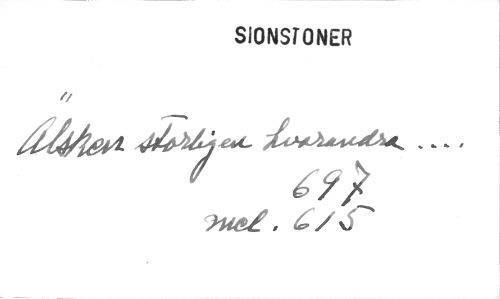 SIONSTONER
Älsken storligen hvarandra ....
697
mel. 615